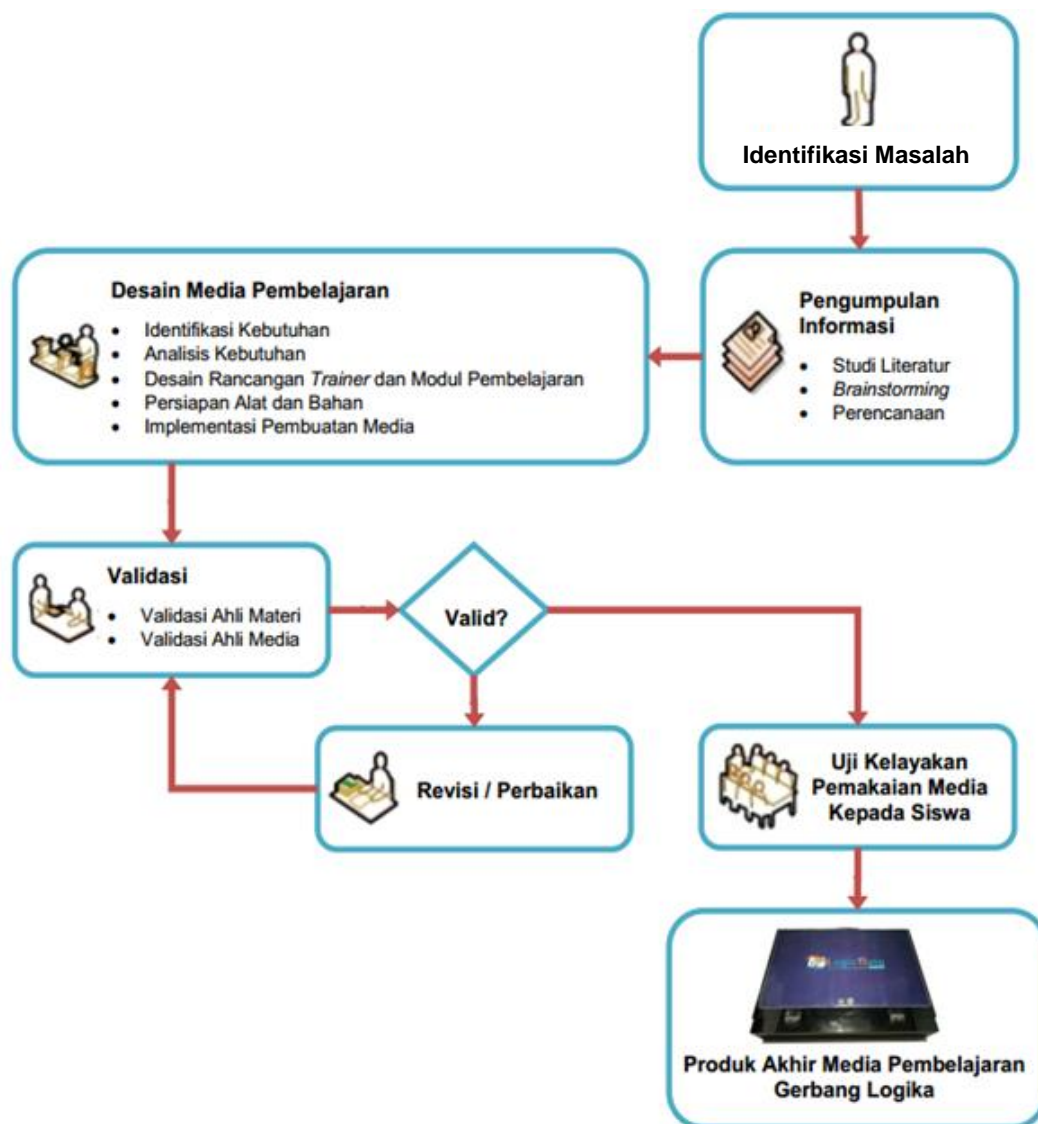 Identifikasi Masalah
Pengumpulan
Informasi
• Studi Literatur
• Brainstorming
• Perencanaan
Desain Media Pembelajaran
• Identifikasi Kebutuhan
• Analisis Kebutuhan
• Desain Rancangan Trainer dan Modul Pembelajaran
• Persiapan Alat dan Bahan
• Implementasi Pembuatan Media
Validasi
• Validasi Ahli Materi
• Validasi Ahli Media
Valid?
Revisi / Perbaikan
Uji Kelayakan
Pemakaian Media
Kepada Siswa
Produk Akhir Media Pembelajaran
Gerbang Logika